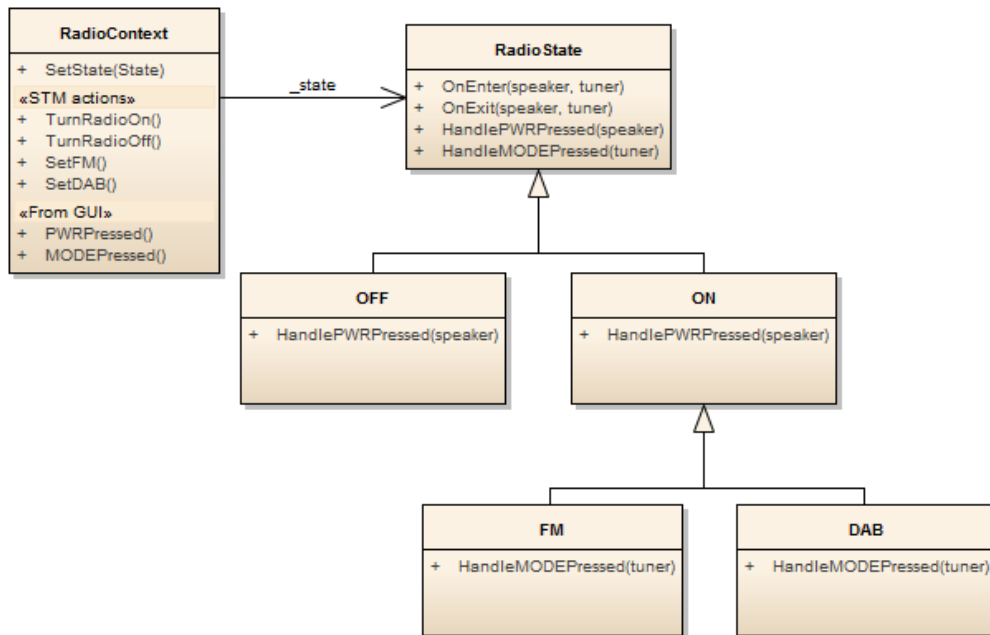 RadioContext
+ SetState(State)
«STM actions»
+ TurnRadioOn()
+ TurnRadioOff()
+ SetFM()
+ SetDAB()
«From GUI»
+ PWRPressed()
+ MODEPressed()
_state
RadioState
+ OnEnter(speaker, tuner)
+ OnExit(speaker, tuner)
+ HandlePWRPressed(speaker)
+ HandleMODEPressed(tuner)
OFF
+ HandlePWRPressed(speaker)
ON
+ HandlePWRPressed(speaker)
FM
+ HandleMODEPressed(tuner)
DAB
+ HandleMODEPressed(tuner)